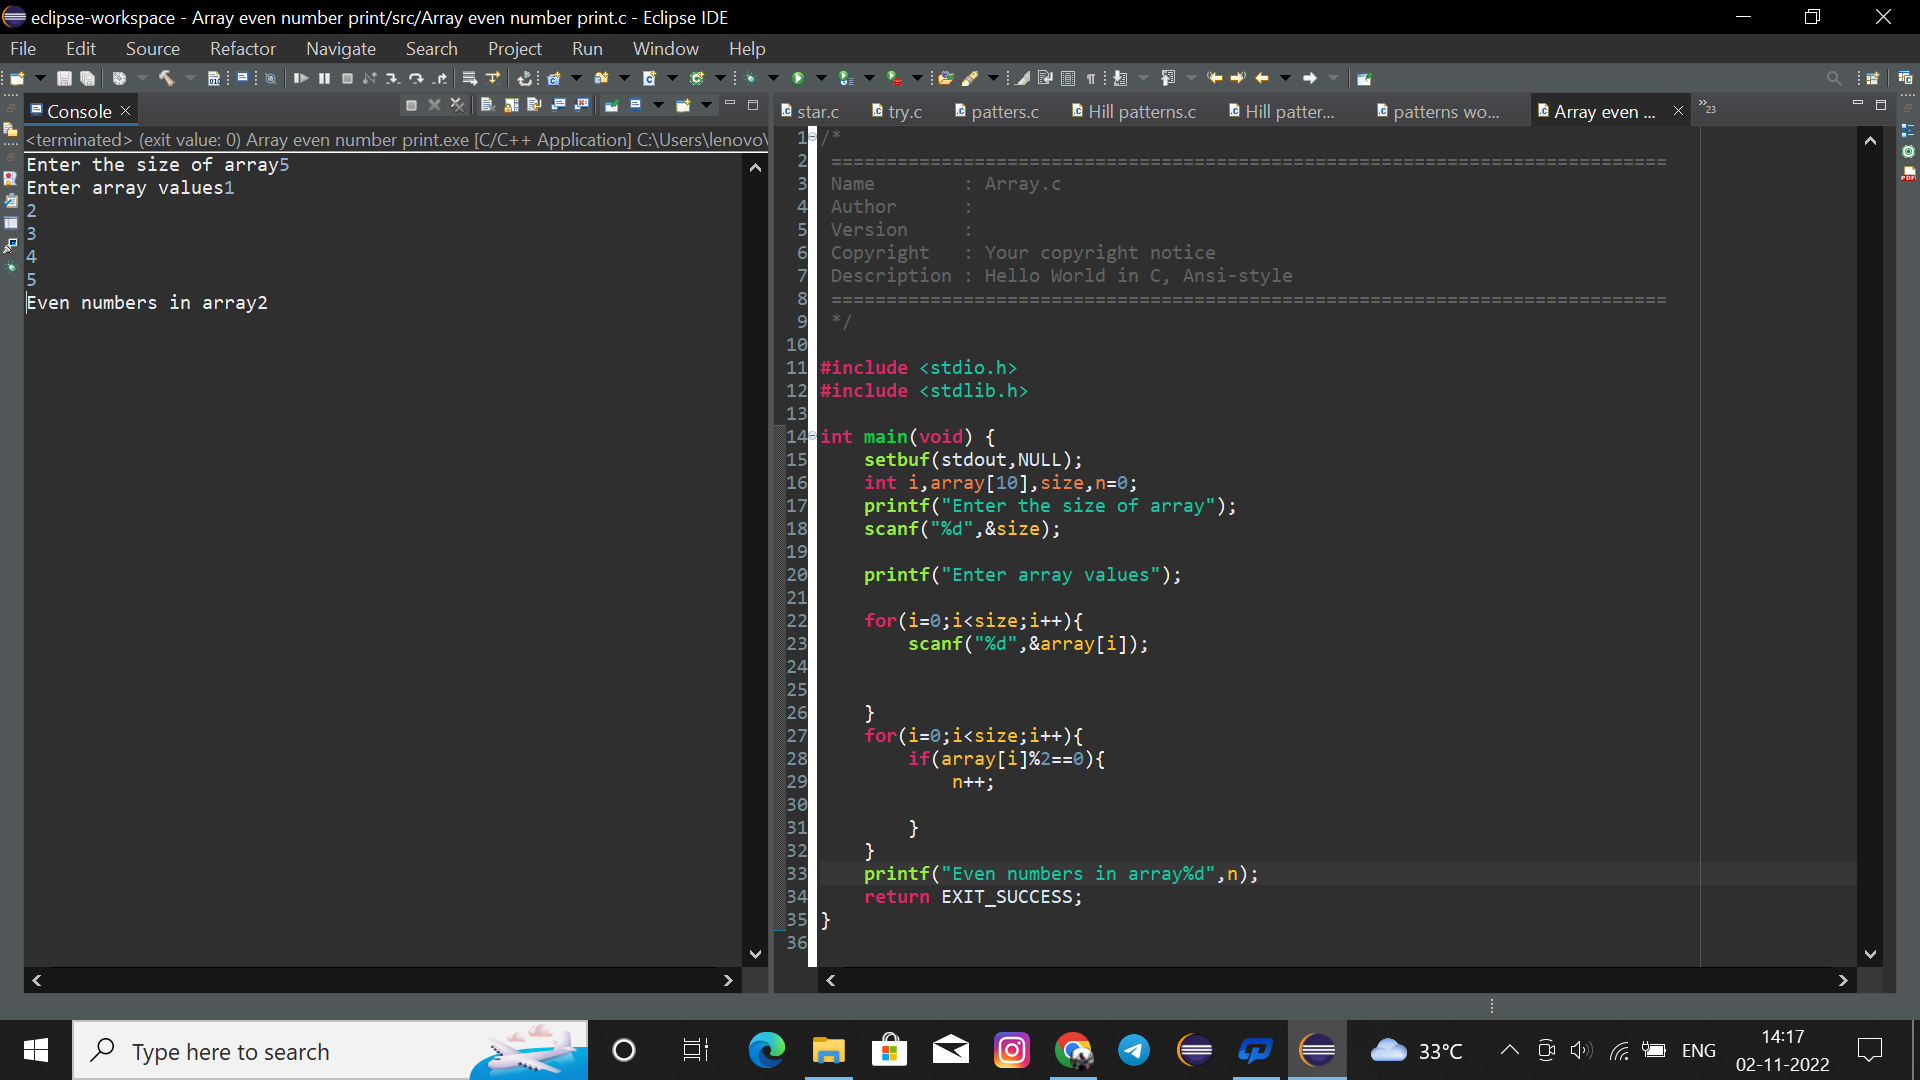 eclipse-workspace - Array even number print/src/Array even number print.c - Eclipse IDE
File Edit Source Refactor Navigate Search Project Run Window Help
Console
<terminated> (exit value: 0) Array even number print.exe [C/C++ Application] C:\Users\lenovo\
Enter the size of array5
Enter array values1
2
3
4
5
Even numbers in array2
star.c try.c patters.c Hill patterns.c Hill patter... patterns wo... Array even ... 23
1 /*
2 ============================================================================
3 Name : Array.c
4 Author :
5 Version :
6 Copyright : Your copyright notice
7 Description : Hello World in C, Ansi-style
8 ============================================================================
9 */
10
11 #include <stdio.h>
12 #include <stdlib.h>
13
14 int main(void) {
15 setbuf(stdout,NULL);
16 int i,array[10],size,n=0;
17 printf("Enter the size of array");
18 scanf("%d",&size);
19
20 printf("Enter array values");
21
22 for(i=0;i<size;i++){
23 scanf("%d",&array[i]);
24
25
26 }
27 for(i=0;i<size;i++){
28 if(array[i]%2==0){
29 n++;
30
31 }
32 }
33 printf("Even numbers in array%d",n);
34 return EXIT_SUCCESS;
35 }
36
Type here to search
33°C
ENG
14:17
02-11-2022